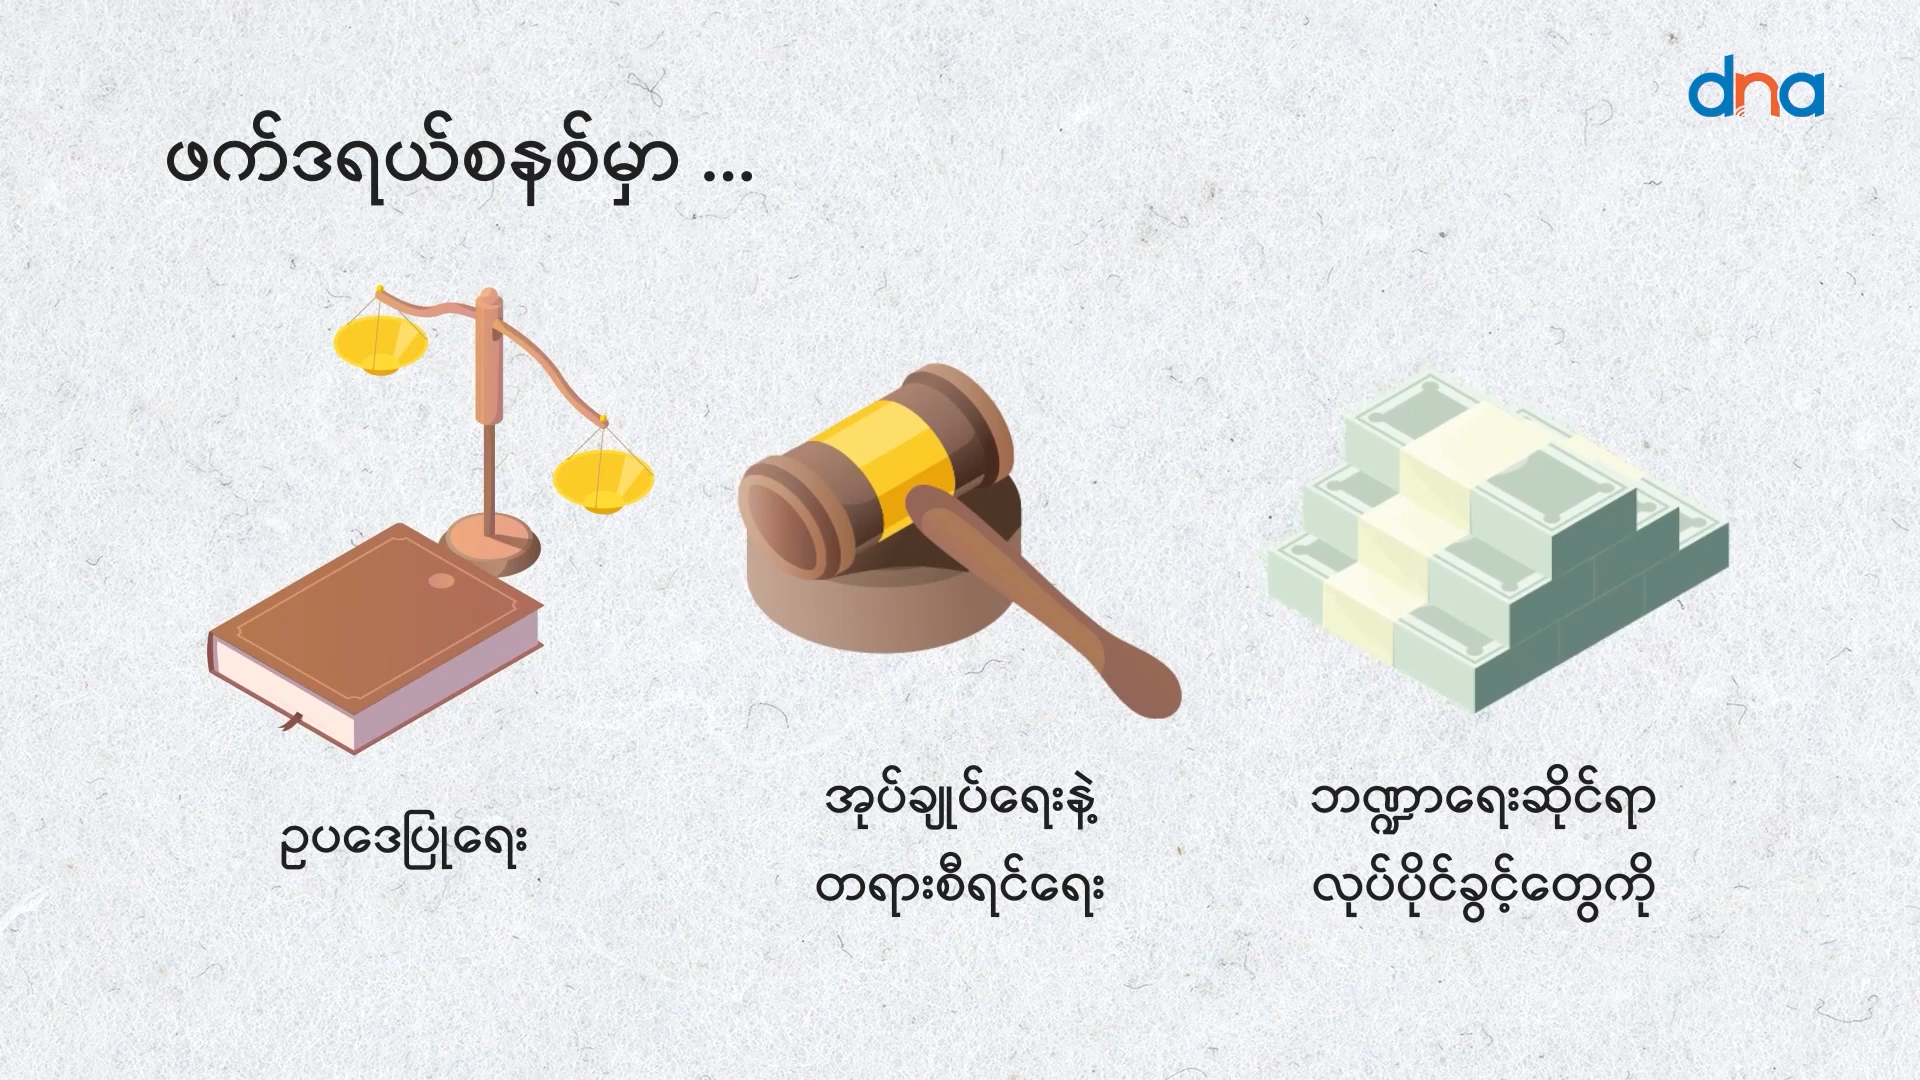 dna
ဖက်ဒရယ်စနစ်မှာ ...
ဥပဒေပြုရေး
အုပ်ချုပ်ရေးနဲ့
တရားစီရင်ရေး
ဘဏ္ဍာရေးဆိုင်ရာ
လုပ်ပိုင်ခွင့်တွေကို